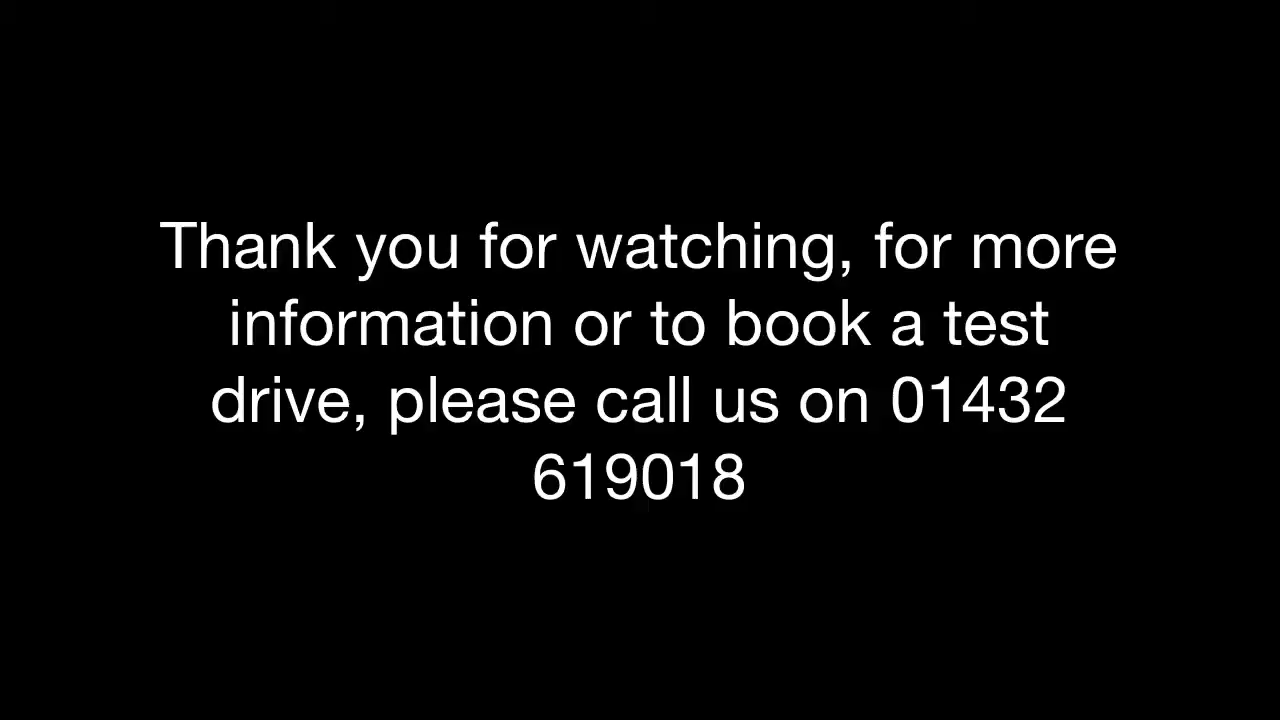 Thank you for watching, for more
information or to book a test
drive, please call us on 01432
619018